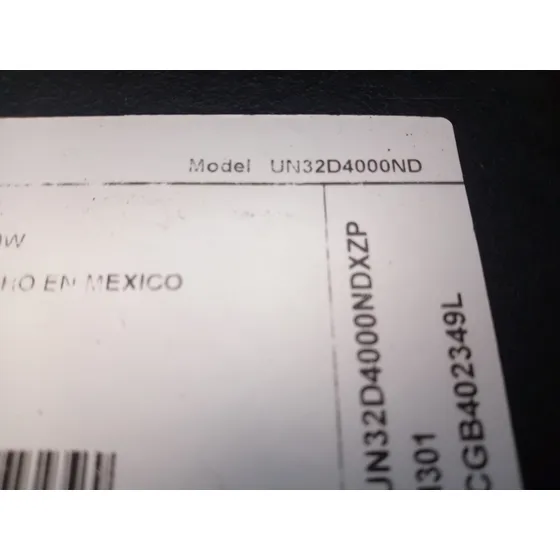 Model UN32D4000ND
W
HO EN MEXICO
UN32D4000NDXZP
1301
CGB402349L